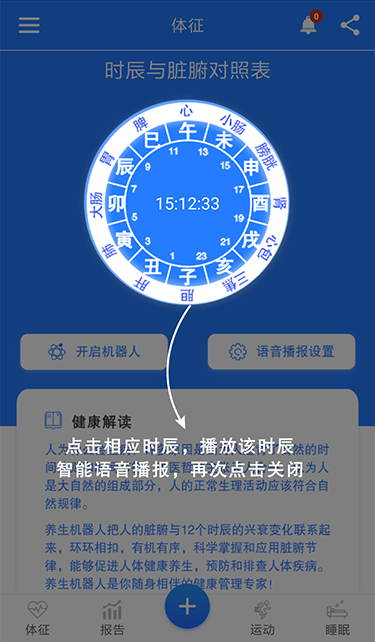 体征
0
时辰与脏腑对照表
心
小肠
膀胱
肾
心包
三焦
胆
肝
肺
大肠
胃
脾
午
未
申
酉
戌
亥
子
丑
寅
卯
辰
巳
11
13
15
17
19
21
23
1
3
5
7
9
15:12:33
开启机器人
语音播报设置
点击相应时辰，播放该时辰
智能语音播报，再次点击关闭
健康解读
人为
然的时
间
医哲
人为人
是大自然的组成部分，人的正常生理活动应该符合自
然规律。
养生机器人把人的脏腑与12个时辰的兴衰变化联系起
来，环环相扣，有机有序，科学掌握和应用脏腑节
律，能够促进人体健康养生，预防和排查人体疾病。
养生机器人是你随身相伴的健康管理专家！
体征
报告
运动
睡眠